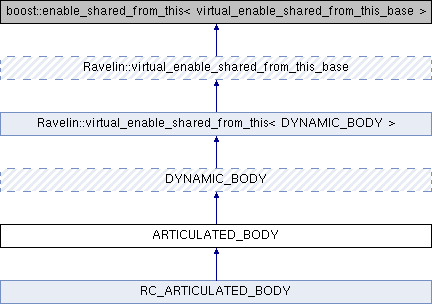 boost::enable_shared_from_this< virtual_enable_shared_from_this_base >
Ravelin::virtual_enable_shared_from_this_base
Ravelin::virtual_enable_shared_from_this< DYNAMIC_BODY >
DYNAMIC_BODY
ARTICULATED_BODY
RC_ARTICULATED_BODY